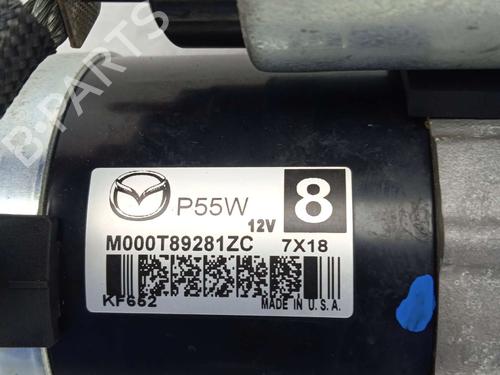 B-PARTS
P55W
12V
8
M000T89281ZC 7X18
KF652
MADE IN U.S.A.